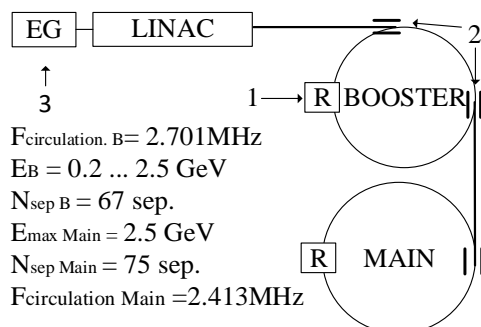 EG LINAC
2
3
1 R BOOSTER
Fcirculation. B= 2.701MHz
EB = 0.2 ... 2.5 GeV
Nsep B = 67 sep.
Emax Main = 2.5 GeV
Nsep Main = 75 sep.
Fcirculation Main =2.413MHz
R MAIN